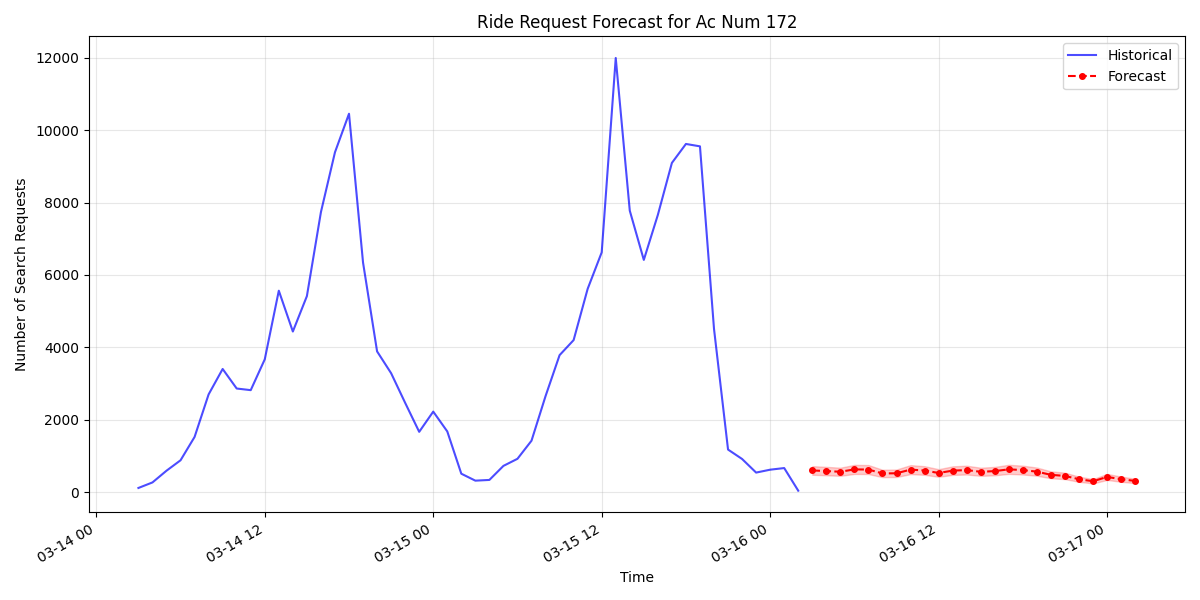 Ride Request Forecast for Ac Num 172
Historical
Forecast
Number of Search Requests
12000
10000
8000
6000
4000
2000
0
03-14 00
03-14 12
03-15 00
03-15 12
03-16 00
03-16 12
03-17 00
Time